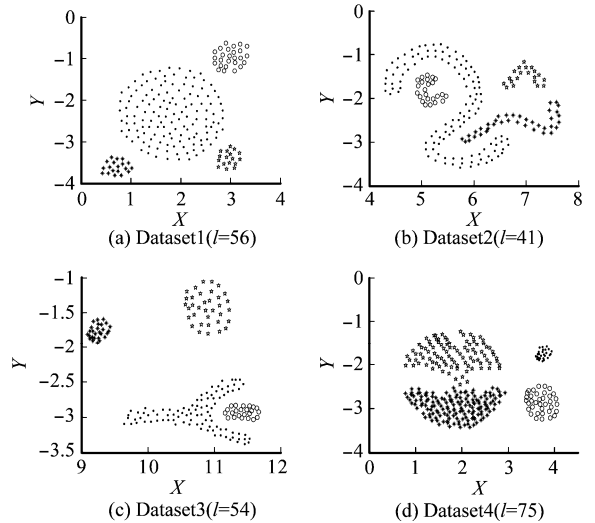 0
-1
-2
-3
-4
Y
0 1 2 3 4
X
(a) Dataset1(l=56)
0
-1
-2
-3
-4
Y
4 5 6 7 8
X
(b) Dataset2(l=41)
-1
-1.5
-2
-2.5
-3
-3.5
Y
9 10 11 12
X
(c) Dataset3(l=54)
0
-1
-2
-3
-4
Y
0 1 2 3 4
X
(d) Dataset4(l=75)